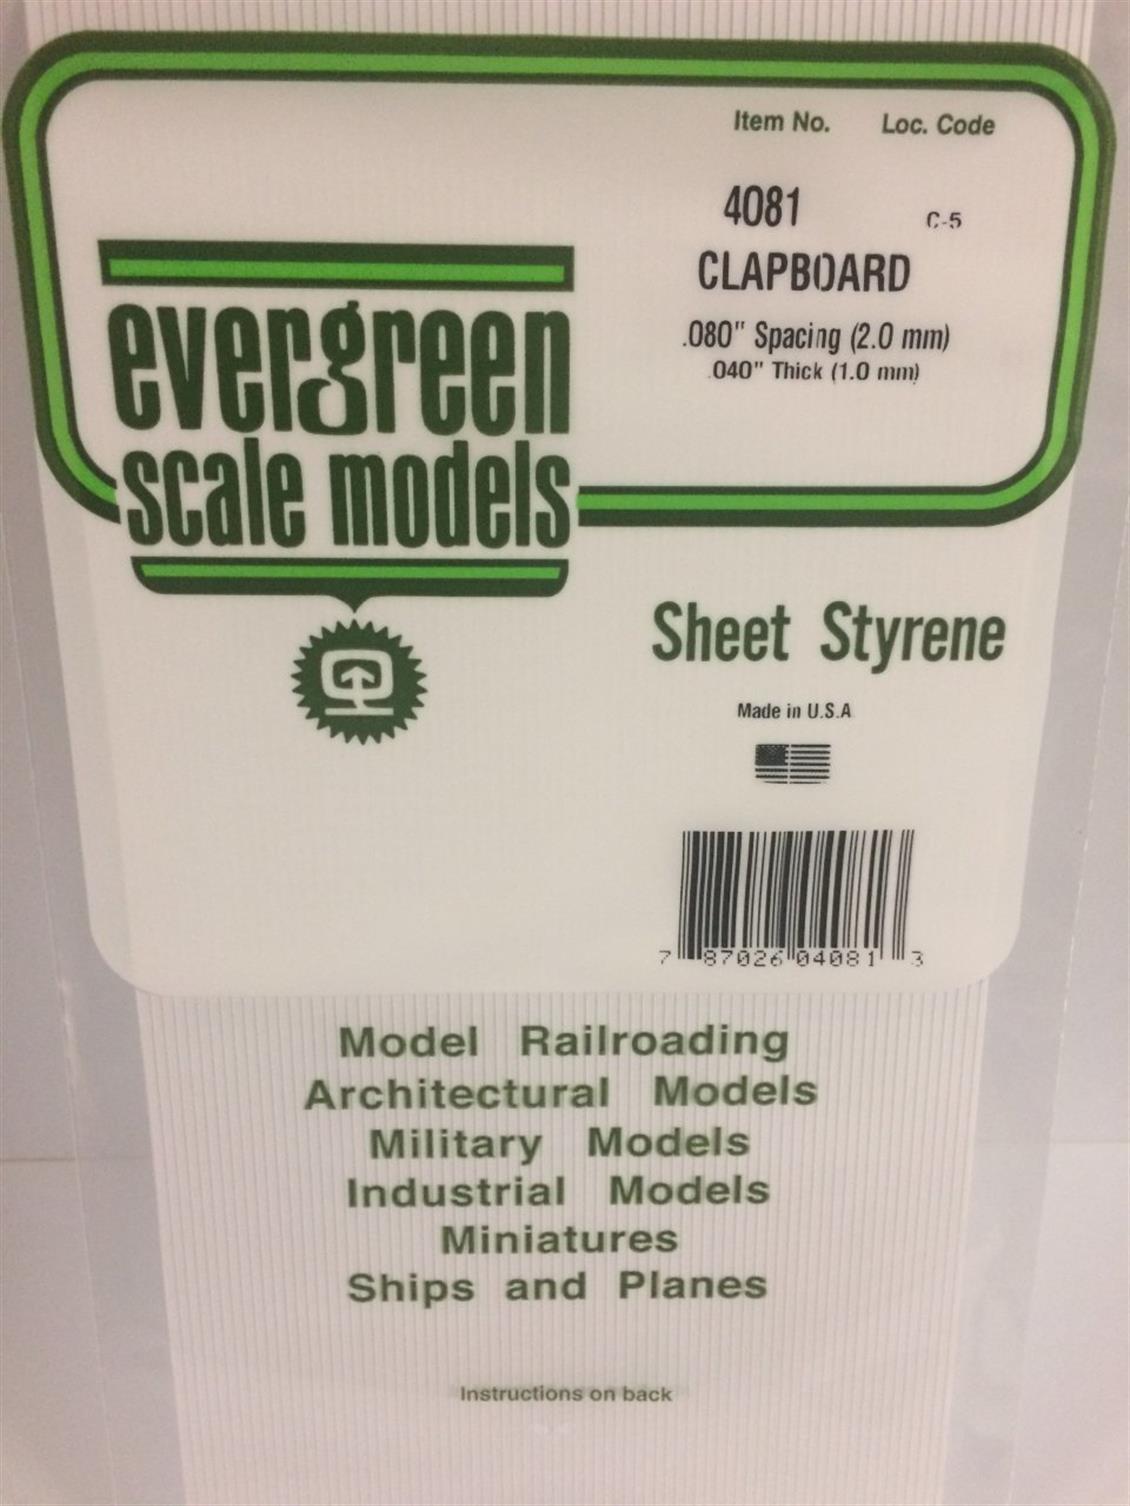 Item No. Loc. Code
4081 C-5
CLAPBOARD
.080" Spacing (2.0 mm)
.040" Thick (1.0 mm)
evergreen
scale models
Sheet Styrene
Made in U.S.A
7 87026 04081 3
Model Railroading
Architectural Models
Military Models
Industrial Models
Miniatures
Ships and Planes
Instructions on back